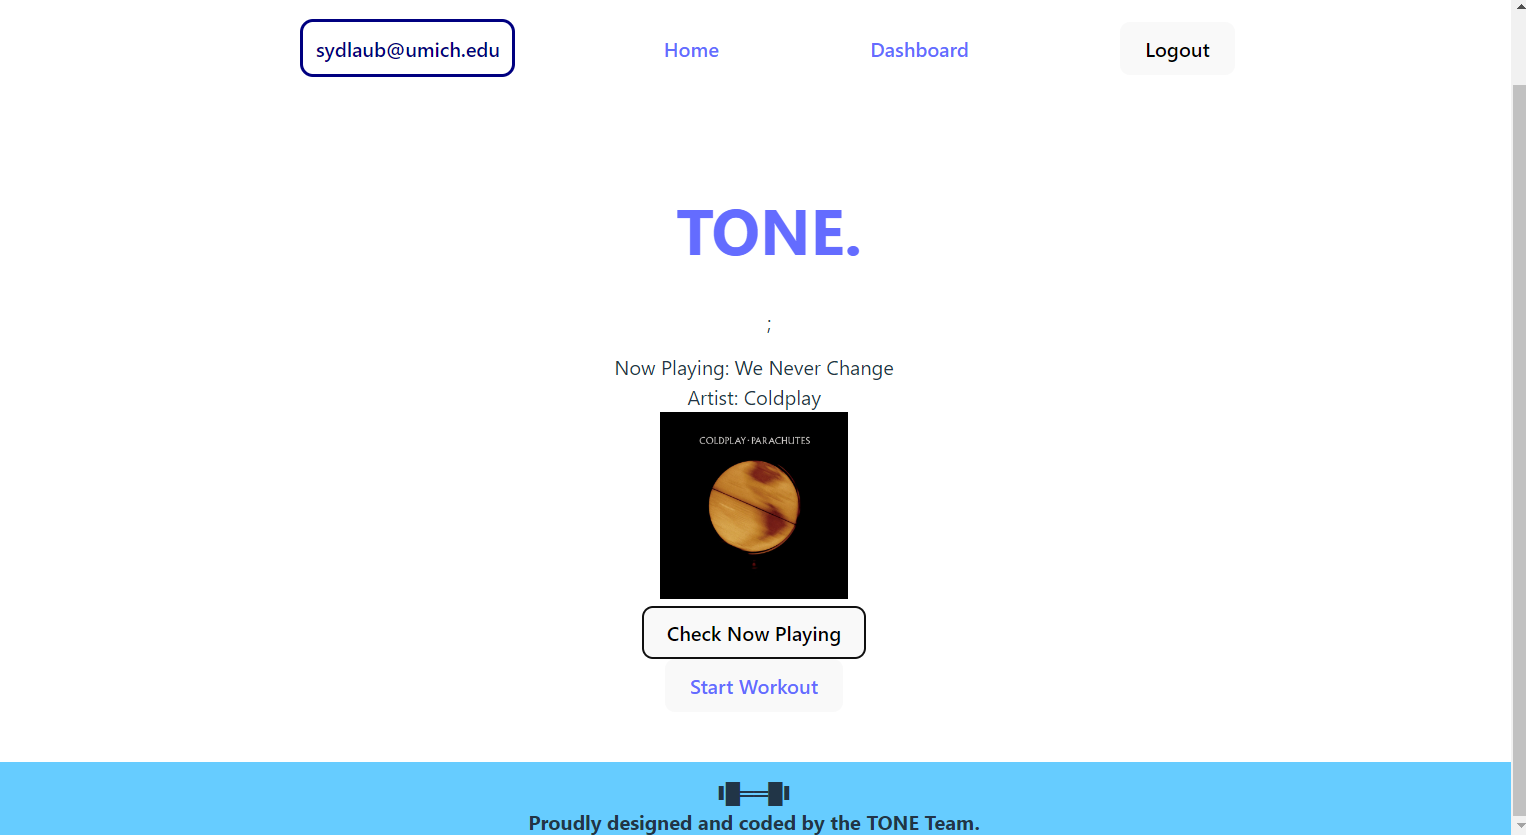 sydlaub@umich.edu Home Dashboard Logout
TONE.
;
Now Playing: We Never Change
Artist: Coldplay
COLDPLAY·PARACHUTES
Check Now Playing
Start Workout
Proudly designed and coded by the TONE Team.